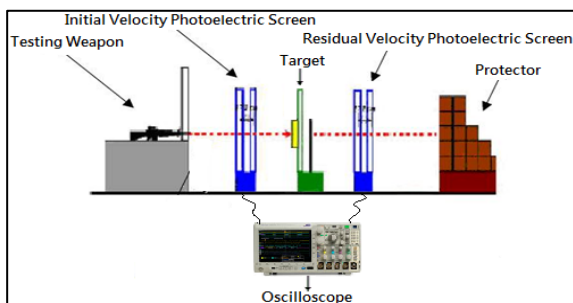 Initial Velocity Photoelectric Screen
Testing Weapon
Residual Velocity Photoelectric Screen
Target
Protector
Oscilloscope